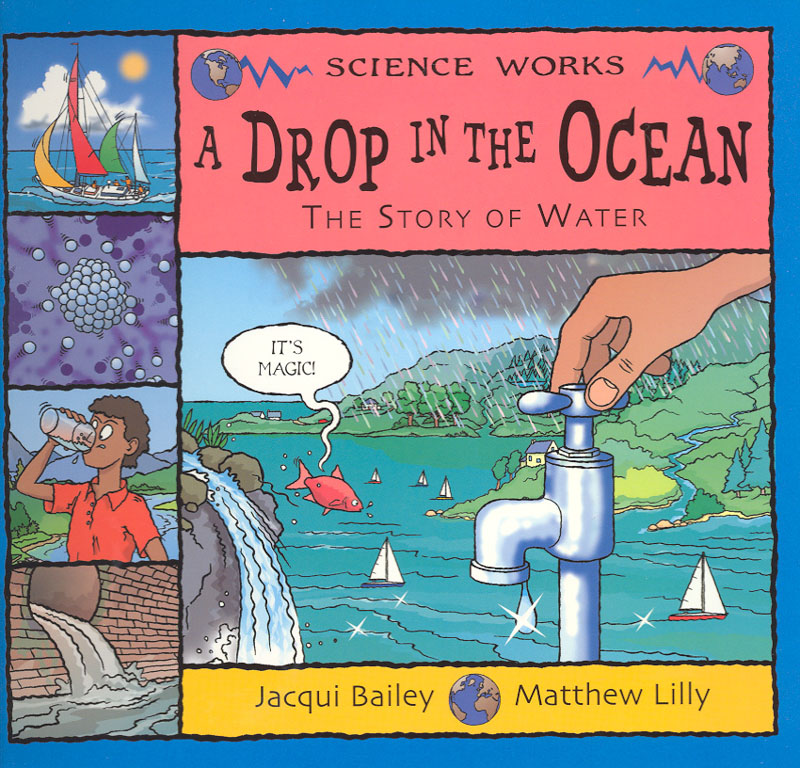 SCIENCE WORKS
A DROP IN THE OCEAN
THE STORY OF WATER
IT'S
MAGIC!
Jacqui Bailey Matthew Lilly